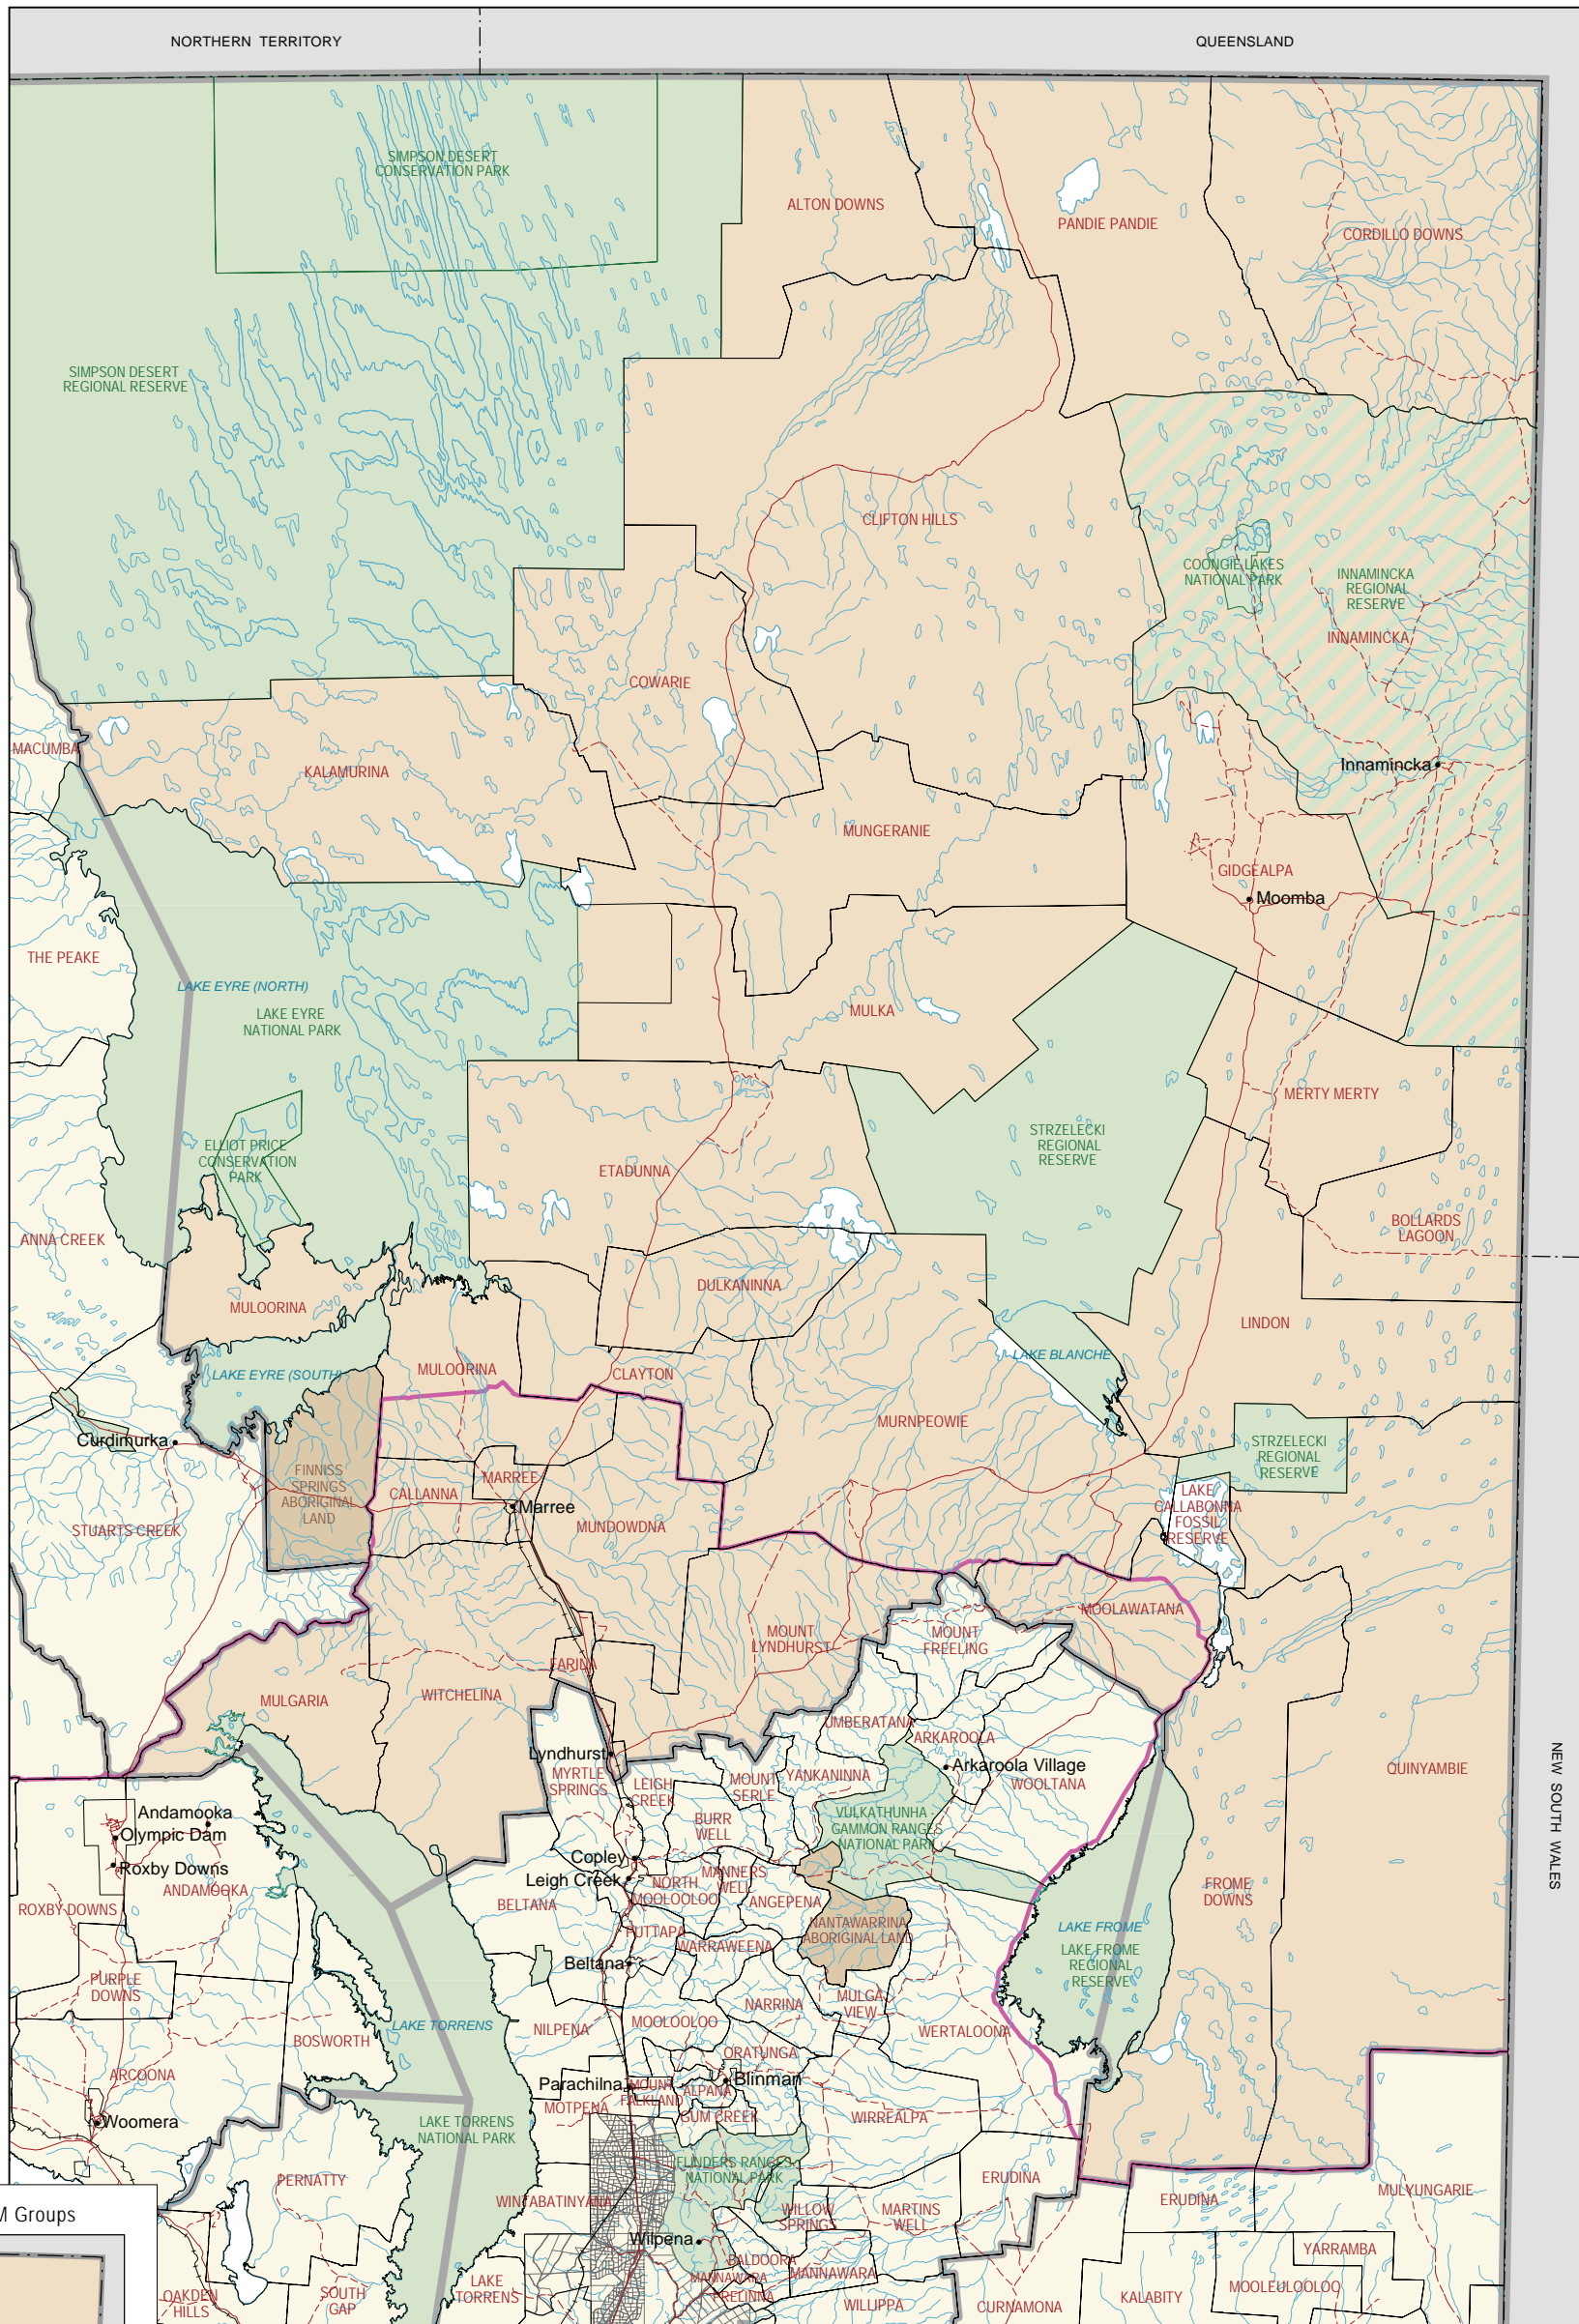 NORTHERN TERRITORY
QUEENSLAND
SIMPSON DESERT
CONSERVATION PARK
ALTON DOWNS
PANDIE PANDIE
CORDILLO DOWNS
SIMPSON DESERT
REGIONAL RESERVE
CLIFTON HILLS
COONGIE LAKES
NATIONAL PARK
INNAMINCKA
REGIONAL
RESERVE
INNAMINCKA
COWARIE
MACUMBA
KALAMURINA
Innamincka
MUNGERANIE
GIDGEALPA
Moomba
THE PEAKE
LAKE EYRE (NORTH)
LAKE EYRE
NATIONAL PARK
MULKA
MERTY MERTY
STRZELECKI
REGIONAL
RESERVE
ELLIOT PRICE
CONSERVATION
PARK
ETADUNNA
ANNA CREEK
BOLLARDS
LAGOON
DULKANINNA
MULOORINA
LINDON
LAKE BLANCHE
LAKE EYRE (SOUTH)
MULOORINA
CLAYTON
MURNPEOWIE
Curdimurka
STRZELECKI
REGIONAL
RESERVE
FINNISS
SPRINGS
ABORIGINAL
LAND
MARREE
CALLANNA
Marree
LAKE
CALLABONNA
FOSSIL
RESERVE
STUARTS CREEK
MUNDOWDNA
MOOLAWATANA
MOUNT
LYNDHURST
MOUNT
FREELING
FARINA
MULGARIA
WITCHELINA
UMBERATANA
ARKAROOLA
Lyndhurst
Arkaroola Village
MYRTLE
SPRINGS
LEIGH
CREEK
MOUNT
SERLE
YANKANINNA
WOOLTANA
QUINYAMBIE
NEW SOUTH WALES
Andamooka
Olympic Dam
BURR
WELL
VULKATHUNHA -
GAMMON RANGES
NATIONAL PARK
Copley
Roxby Downs
Leigh Creek
MANNERS
WELL
NORTH
MOOLOOLOO
ANDAMOOKA
ROXBY DOWNS
BELTANA
ANGEPENA
FROME
DOWNS
NANTAWARRINA
ABORIGINAL LAND
LAKE FROME
PUTTAPA
WARRAWEENA
LAKE FROME
REGIONAL
RESERVE
Beltana
PURPLE
DOWNS
NARRINA
MULGA
VIEW
LAKE TORRENS
NILPENA
MOOLOOLOO
WERTALOONA
BOSWORTH
ORATUNGA
ARCOONA
Parachilna
MOUNT
FALKLAND
ALPANA
Blinman
MOTPENA
GUM CREEK
WIRREALPA
Woomera
LAKE TORRENS
NATIONAL PARK
FLINDERS RANGES
NATIONAL PARK
PERNATTY
ERUDINA
ERUDINA
MULYUNGARIE
WINTABATINYANA
WILLOW
SPRINGS
MARTINS
WELL
M Groups
Wilpena
YARRAMBA
BALDOORA
MANNAWARA
MANNAWARA
PRELINNA
MOOLEULOOLOO
KALABITY
LAKE
TORRENS
OAKDEN
HILLS
SOUTH
GAP
WILLIPPA
CURNAMONA